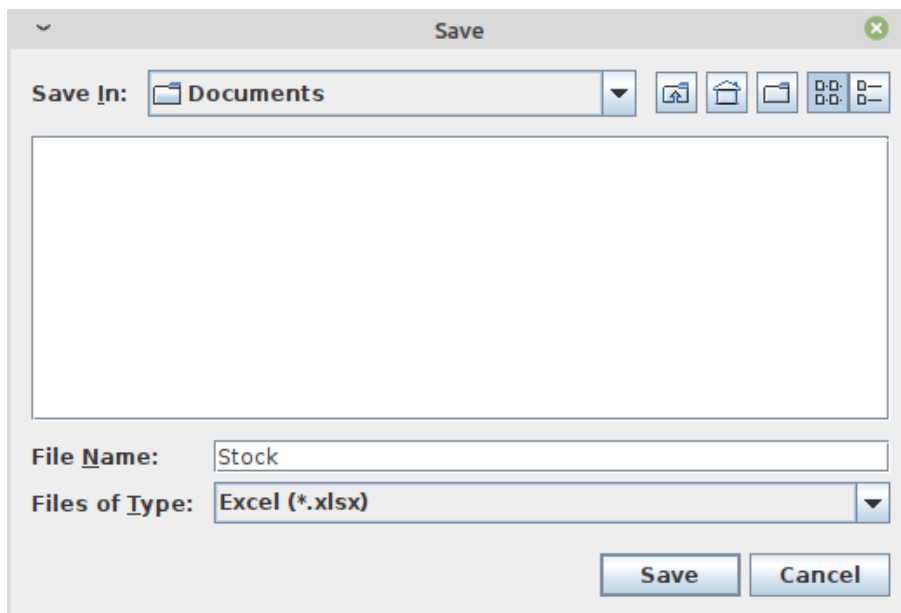 Save
Save In: Documents
File Name: Stock
Files of Type: Excel (*.xlsx)
Save Cancel